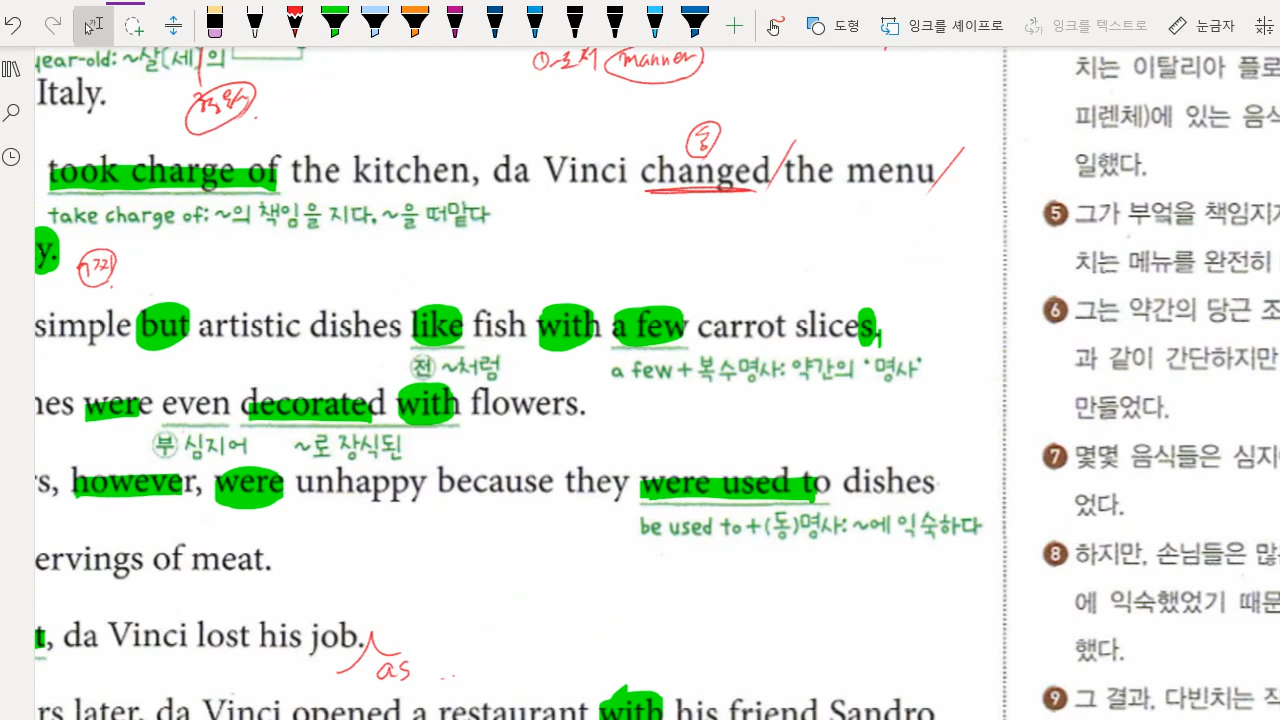 도형 잉크를 셰이프로 잉크를 텍스트로 눈금자
year-old: ~살(세)의
①~로서 manner
Italy.
동
took charge of the kitchen, da Vinci changed the menu
take charge of: ~의 책임을 지다, ~을 떠맡다
y.
simple but artistic dishes like fish with a few carrot slices,
전 ~처럼
a few + 복수명사: 약간의 '명사'
hes were even decorated with flowers.
부 심지어
~로 장식된
rs, however, were unhappy because they were used to dishes
be used to + (동)명사: ~에 익숙하다
ervings of meat.
t, da Vinci lost his job.
as ..
rs later, da Vinci opened a restaurant with his friend Sandro
치는 이탈리아 플로
피렌체)에 있는 음식
일했다.
5 그가 부엌을 책임지게
치는 메뉴를 완전히
6 그는 약간의 당근 조
과 같이 간단하지만
만들었다.
7 몇몇 음식들은 심지어
었다.
8 하지만, 손님들은 많은
에 익숙했었기 때문
했다.
9 그 결과, 다빈치는 직